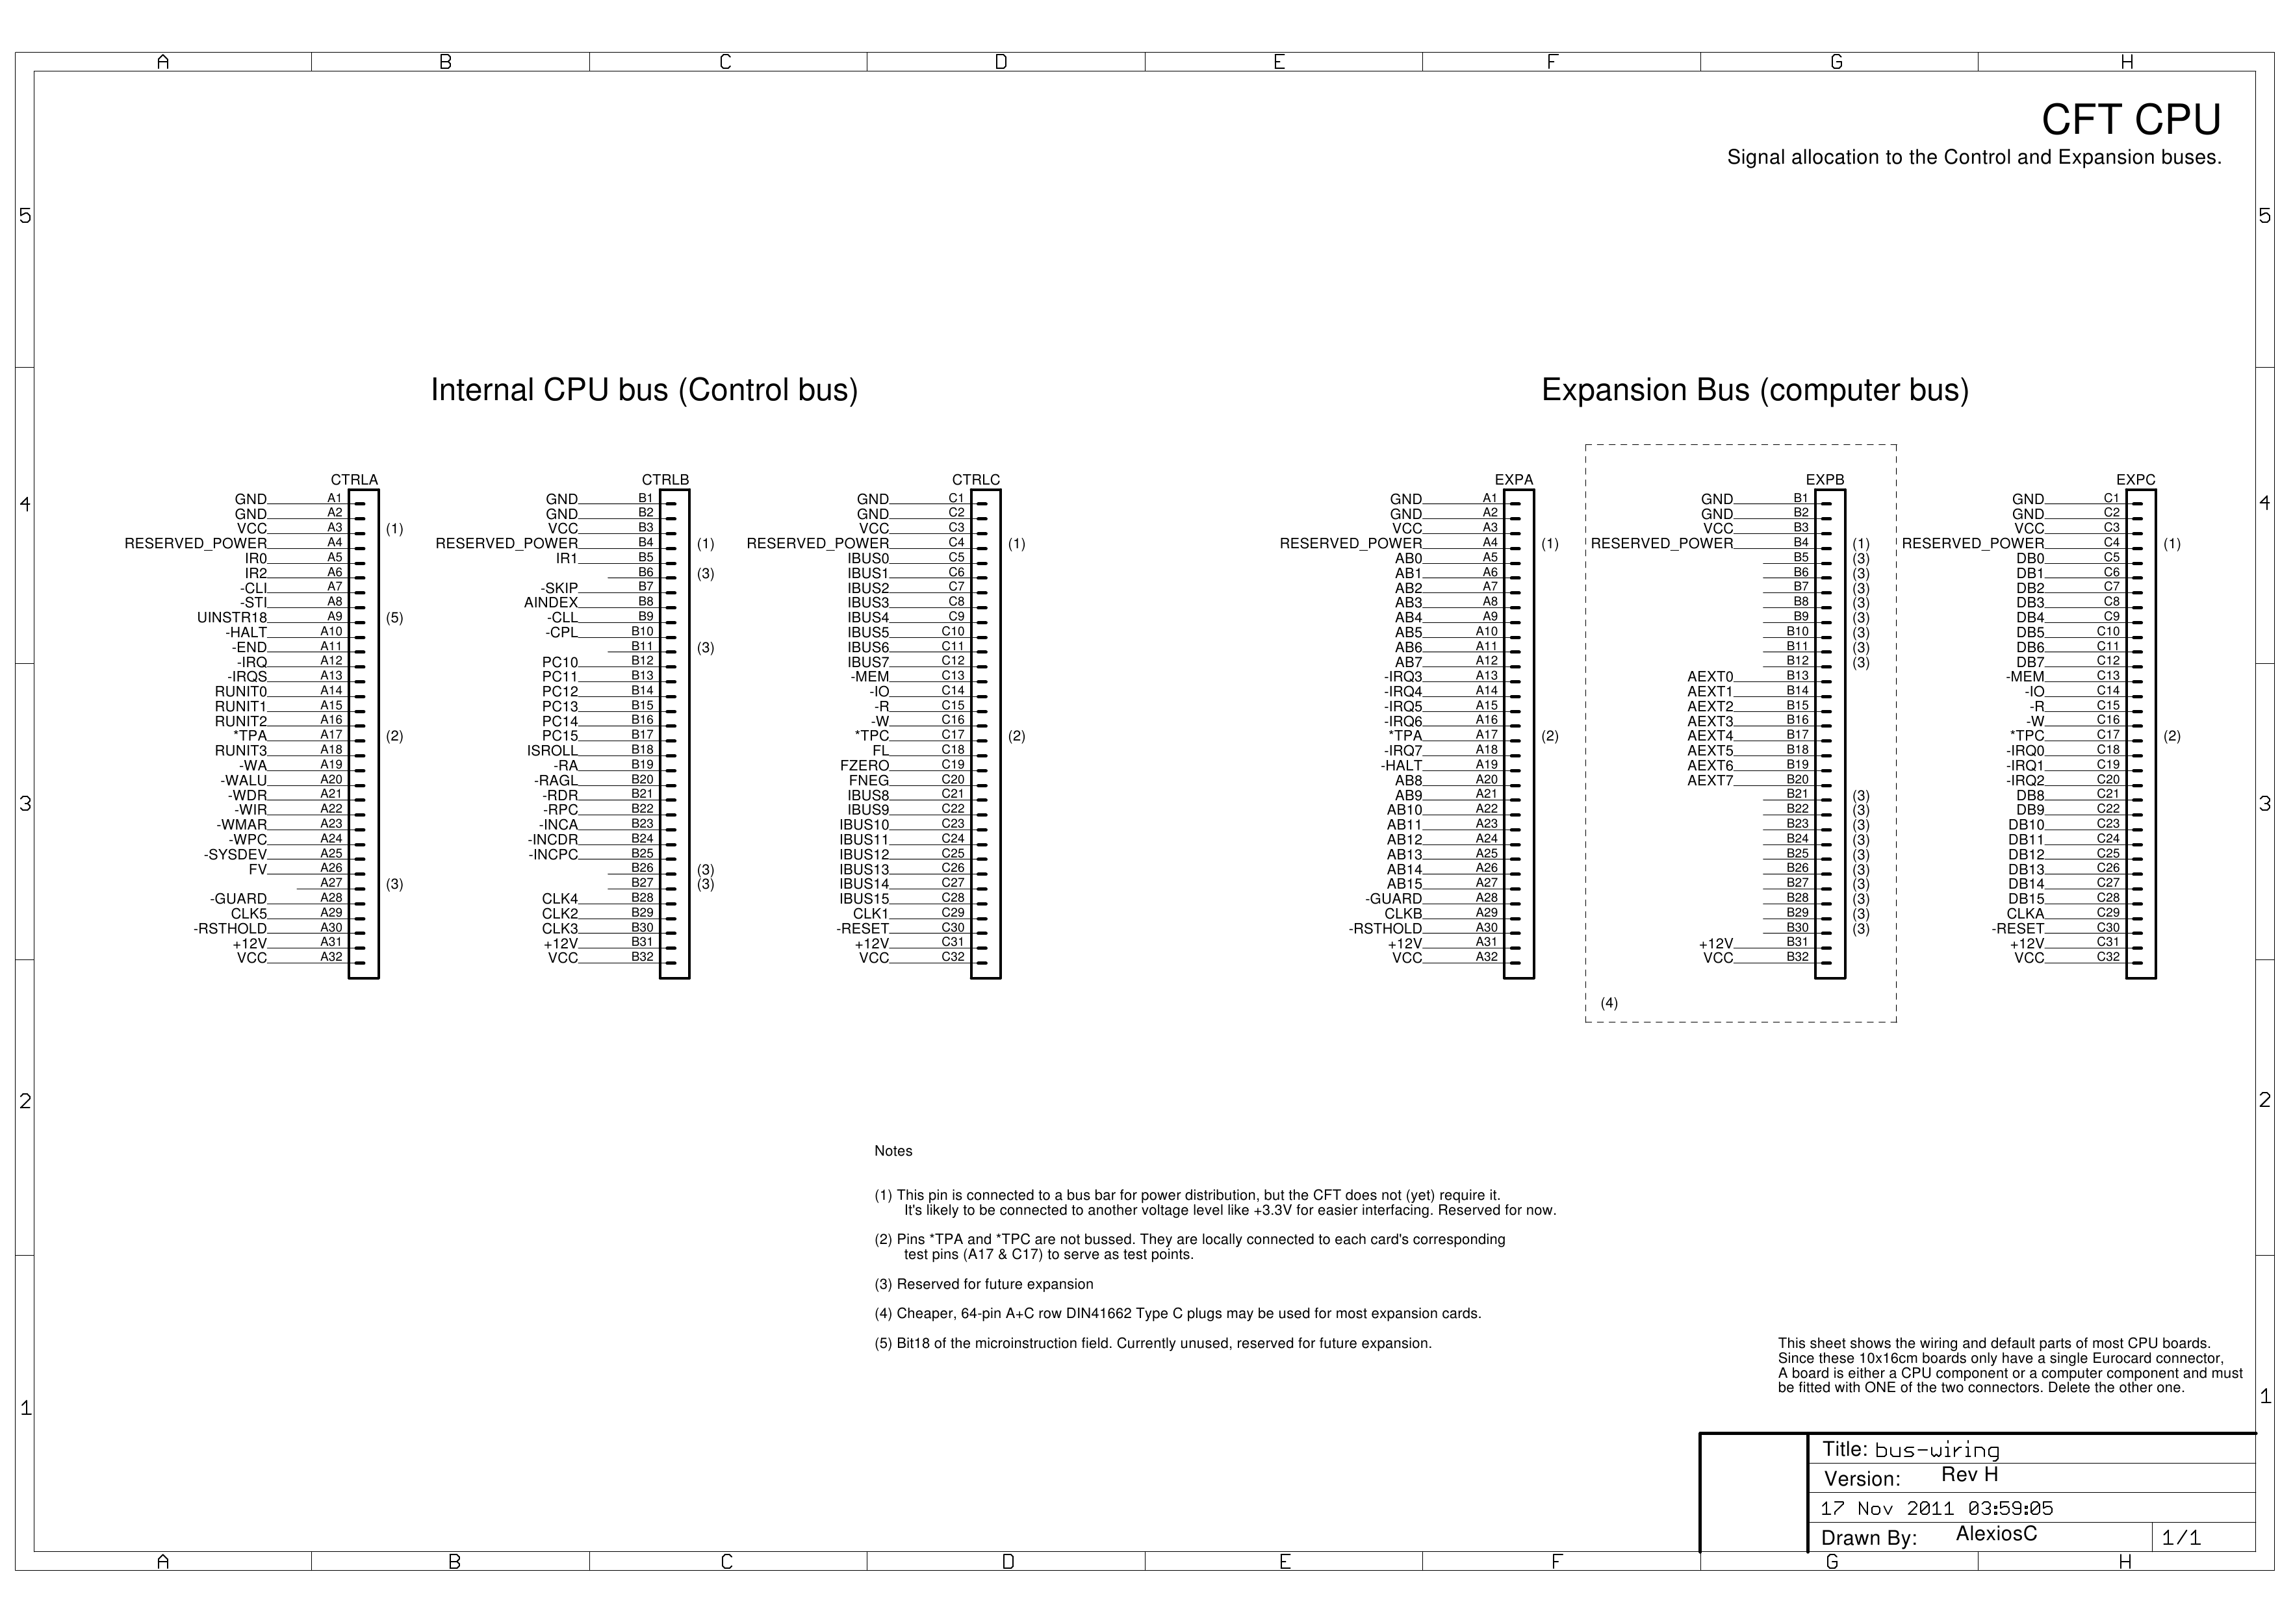 A B C D E F G H
CFT CPU
Signal allocation to the Control and Expansion buses.
5 5
Internal CPU bus (Control bus)
Expansion Bus (computer bus)
4 4
CTRLA
GND A1
GND A2
VCC A3 (1)
RESERVED_POWER A4
IR0 A5
IR2 A6
-CLI A7
-STI A8
UINSTR18 A9 (5)
-HALT A10
-END A11
-IRQ A12
-IRQS A13
RUNIT0 A14
RUNIT1 A15
RUNIT2 A16
*TPA A17 (2)
RUNIT3 A18
-WA A19
-WALU A20
-WDR A21
-WIR A22
-WMAR A23
-WPC A24
-SYSDEV A25
FV A26
A27 (3)
-GUARD A28
CLK5 A29
-RSTHOLD A30
+12V A31
VCC A32
CTRLB
GND B1
GND B2
VCC B3
RESERVED_POWER B4 (1)
IR1 B5
B6 (3)
-SKIP B7
AINDEX B8
-CLL B9
-CPL B10
B11 (3)
PC10 B12
PC11 B13
PC12 B14
PC13 B15
PC14 B16
PC15 B17
ISROLL B18
-RA B19
-RAGL B20
-RDR B21
-RPC B22
-INCA B23
-INCDR B24
-INCPC B25
B26 (3)
B27 (3)
CLK4 B28
CLK2 B29
CLK3 B30
+12V B31
VCC B32
CTRLC
GND C1
GND C2
VCC C3
RESERVED_POWER C4 (1)
IBUS0 C5
IBUS1 C6
IBUS2 C7
IBUS3 C8
IBUS4 C9
IBUS5 C10
IBUS6 C11
IBUS7 C12
-MEM C13
-IO C14
-R C15
-W C16
*TPC C17 (2)
FL C18
FZERO C19
FNEG C20
IBUS8 C21
IBUS9 C22
IBUS10 C23
IBUS11 C24
IBUS12 C25
IBUS13 C26
IBUS14 C27
IBUS15 C28
CLK1 C29
-RESET C30
+12V C31
VCC C32
EXPA
GND A1
GND A2
VCC A3
RESERVED_POWER A4 (1)
AB0 A5
AB1 A6
AB2 A7
AB3 A8
AB4 A9
AB5 A10
AB6 A11
AB7 A12
-IRQ3 A13
-IRQ4 A14
-IRQ5 A15
-IRQ6 A16
*TPA A17 (2)
-IRQ7 A18
-HALT A19
AB8 A20
AB9 A21
AB10 A22
AB11 A23
AB12 A24
AB13 A25
AB14 A26
AB15 A27
-GUARD A28
CLKB A29
-RSTHOLD A30
+12V A31
VCC A32
EXPB
GND B1
GND B2
VCC B3
RESERVED_POWER B4 (1)
B5 (3)
B6 (3)
B7 (3)
B8 (3)
B9 (3)
B10 (3)
B11 (3)
B12 (3)
AEXT0 B13
AEXT1 B14
AEXT2 B15
AEXT3 B16
AEXT4 B17
AEXT5 B18
AEXT6 B19
AEXT7 B20
B21 (3)
B22 (3)
B23 (3)
B24 (3)
B25 (3)
B26 (3)
B27 (3)
B28 (3)
B29 (3)
B30 (3)
+12V B31
VCC B32
(4)
EXPC
GND C1
GND C2
VCC C3
RESERVED_POWER C4 (1)
DB0 C5
DB1 C6
DB2 C7
DB3 C8
DB4 C9
DB5 C10
DB6 C11
DB7 C12
-MEM C13
-IO C14
-R C15
-W C16
*TPC C17 (2)
-IRQ0 C18
-IRQ1 C19
-IRQ2 C20
DB8 C21
DB9 C22
DB10 C23
DB11 C24
DB12 C25
DB13 C26
DB14 C27
DB15 C28
CLKA C29
-RESET C30
+12V C31
VCC C32
3 3
2 2
Notes
(1) This pin is connected to a bus bar for power distribution, but the CFT does not (yet) require it.
It's likely to be connected to another voltage level like +3.3V for easier interfacing. Reserved for now.
(2) Pins *TPA and *TPC are not bussed. They are locally connected to each card's corresponding
test pins (A17 & C17) to serve as test points.
(3) Reserved for future expansion
(4) Cheaper, 64-pin A+C row DIN41662 Type C plugs may be used for most expansion cards.
(5) Bit18 of the microinstruction field. Currently unused, reserved for future expansion.
This sheet shows the wiring and default parts of most CPU boards.
Since these 10x16cm boards only have a single Eurocard connector,
A board is either a CPU component or a computer component and must
be fitted with ONE of the two connectors. Delete the other one.
1 1
Title: bus-wiring
Version: Rev H
17 Nov 2011 03:59:05
Drawn By: AlexiosC 1/1
A B C D E F G H